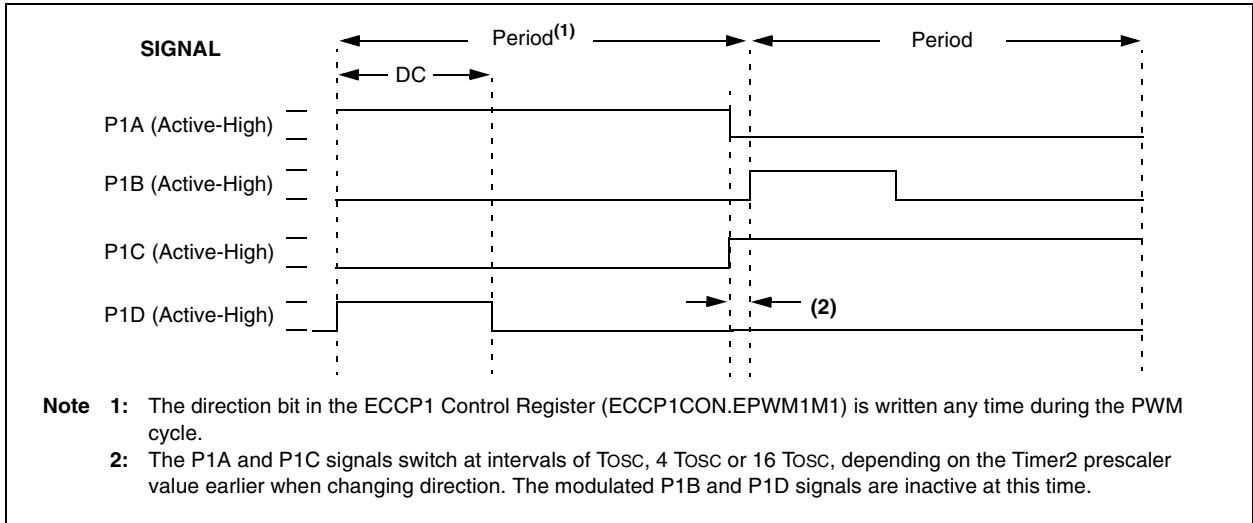 SIGNAL
Period(1)
Period
DC
P1A (Active-High)
P1B (Active-High)
P1C (Active-High)
P1D (Active-High)
(2)
Note 1: The direction bit in the ECCP1 Control Register (ECCP1CON.EPWM1M1) is written any time during the PWM
cycle.
2: The P1A and P1C signals switch at intervals of TOSC, 4 TOSC or 16 TOSC, depending on the Timer2 prescaler
value earlier when changing direction. The modulated P1B and P1D signals are inactive at this time.